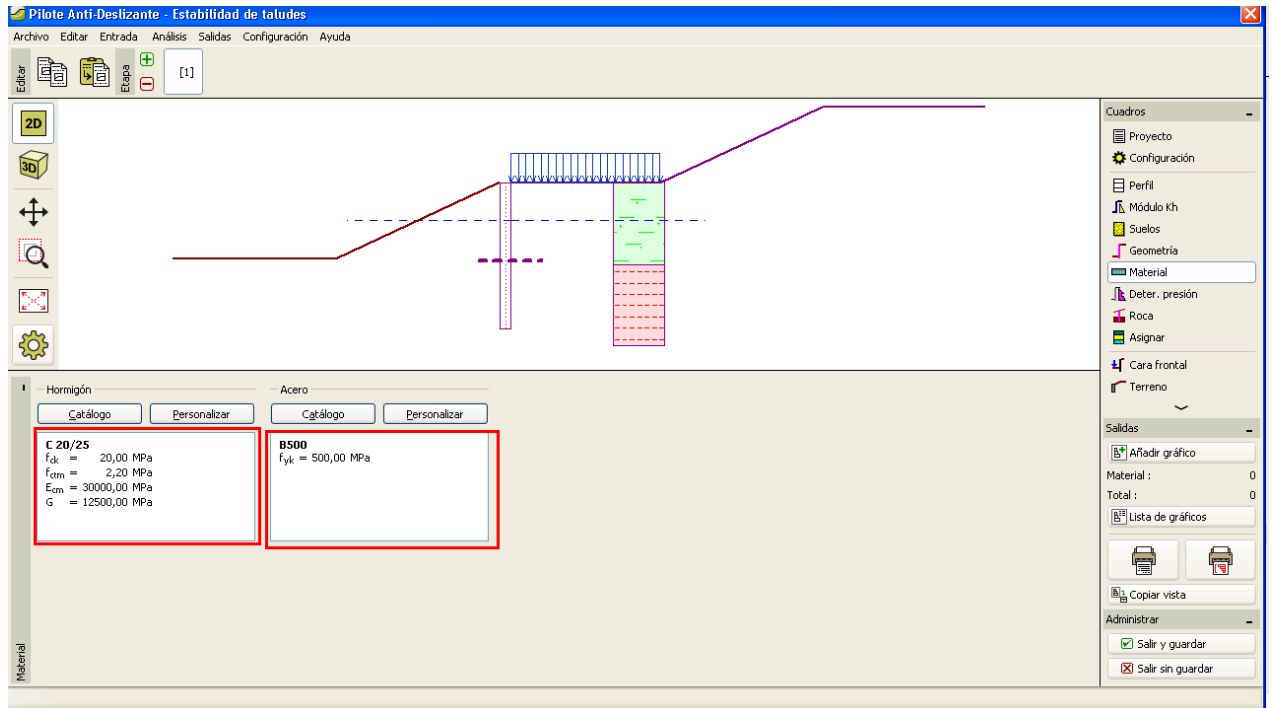 Pilote Anti-Deslizante - Estabilidad de taludes
Archivo Editar Entrada Análisis Salidas Configuración Ayuda
Editar
Etapa
[1]
2D
3D
Cuadros
Proyecto
Configuración
Perfil
Módulo Kh
Suelos
Geometría
Material
Deter. presión
Roca
Asignar
Cara frontal
Terreno
Salidas
Añadir gráfico
Material : 0
Total : 0
Lista de gráficos
Copiar vista
Administrar
Salir y guardar
Salir sin guardar
Material
Hormigón
Catálogo Personalizar
C 20/25
fck = 20,00 MPa
fctm = 2,20 MPa
Ecm = 30000,00 MPa
G = 12500,00 MPa
Acero
Catálogo Personalizar
B500
fyk = 500,00 MPa